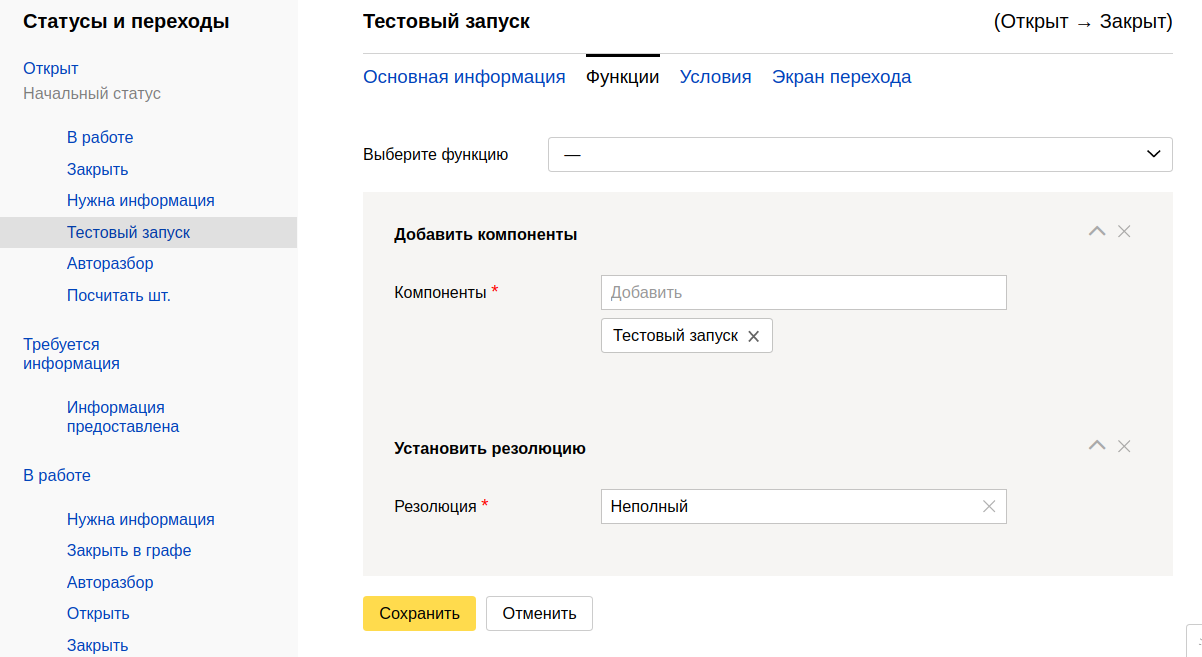 Статусы и переходы
Открыт
Начальный статус
В работе
Закрыть
Нужна информация
Тестовый запуск
Авторазбор
Посчитать шт.
Требуется
информация
Информация
предоставлена
В работе
Нужна информация
Закрыть в графе
Авторазбор
Открыть
Закрыть
Тестовый запуск
(Открыт → Закрыт)
Основная информация Функции Условия Экран перехода
Выберите функцию —
Добавить компоненты
Компоненты * Добавить
Тестовый запуск
Установить резолюцию
Резолюция * Неполный
Сохранить Отменить